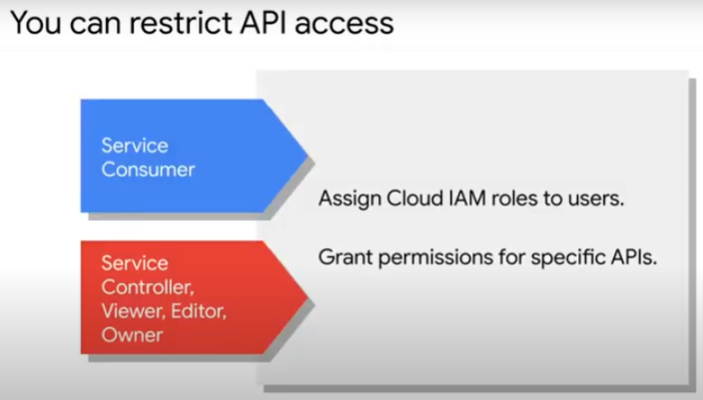 You can restrict API access
Service
Consumer
Assign Cloud IAM roles to users.
Grant permissions for specific APIs.
Service
Controller,
Viewer, Editor,
Owner